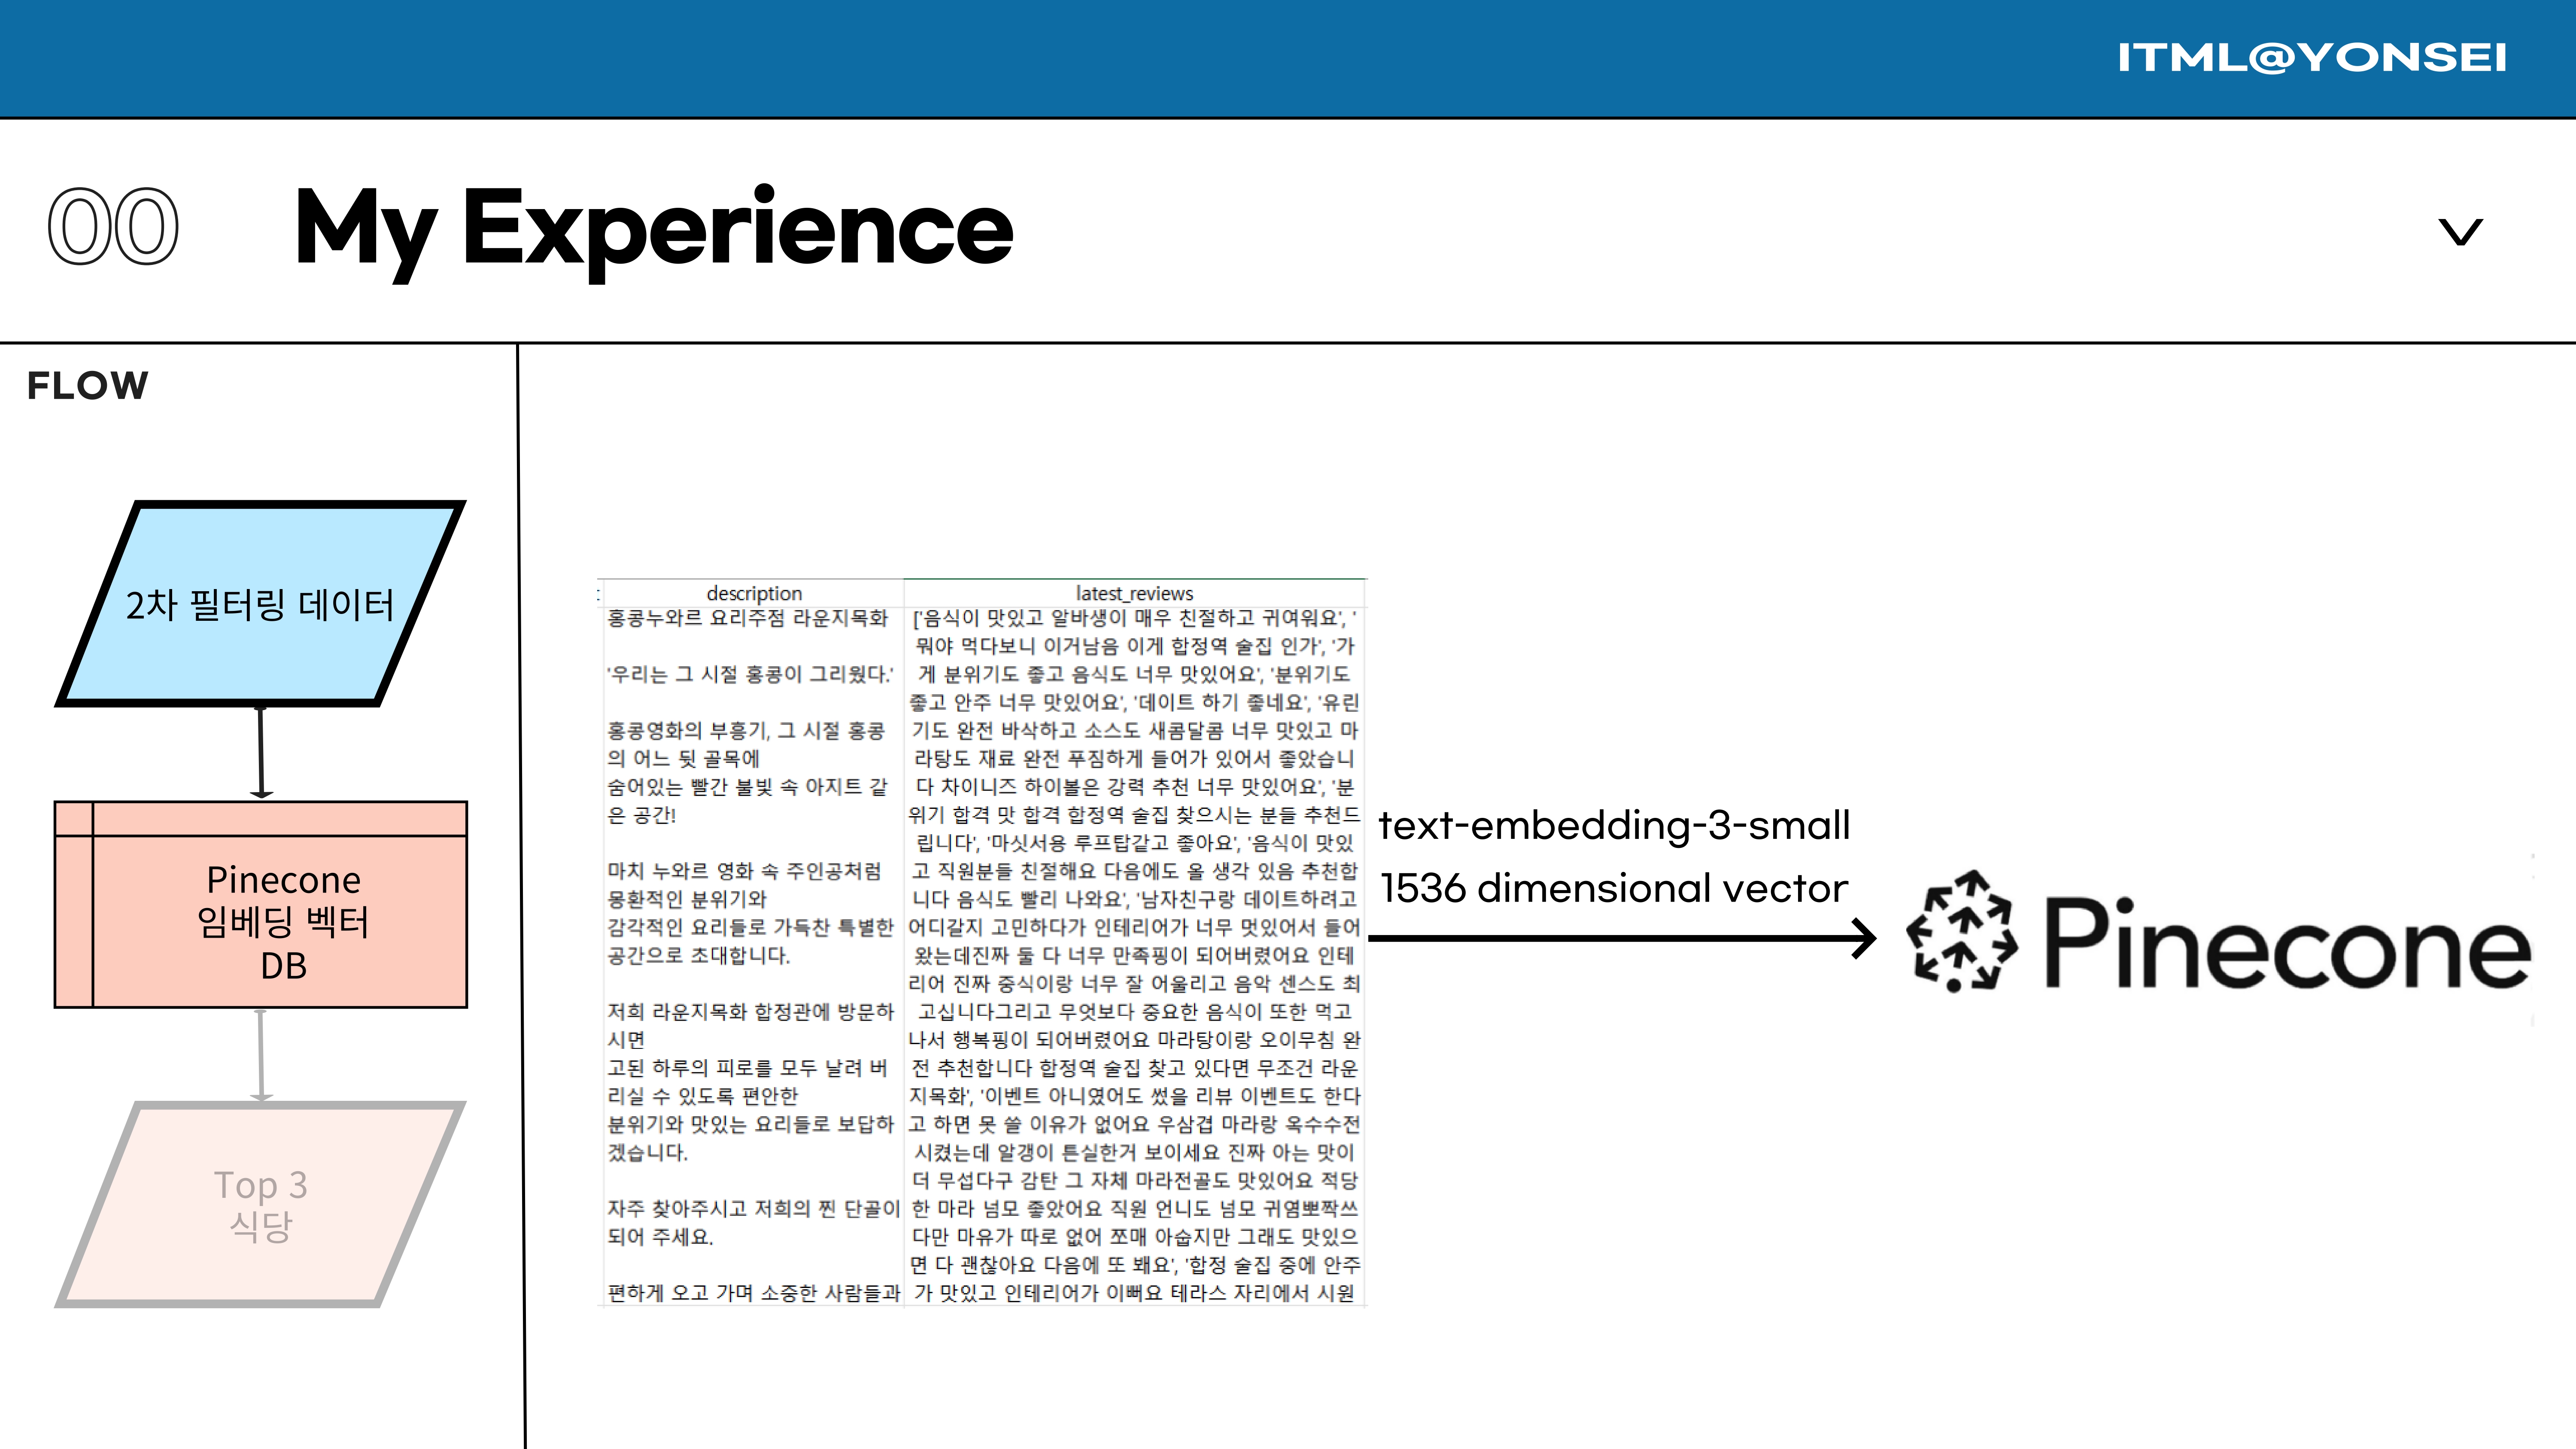 ITML@YONSEI
00 My Experience
FLOW
2차 필터링 데이터
Pinecone
임베딩 벡터
DB
Top 3
식당
description
홍콩누와르 요리주점 라운지목화
'우리는 그 시절 홍콩이 그리웠다.'
홍콩영화의 부흥기, 그 시절 홍콩
의 어느 뒷 골목에
숨어있는 빨간 불빛 속 아지트 같
은 공간!
마치 누와르 영화 속 주인공처럼
몽환적인 분위기와
감각적인 요리들로 가득찬 특별한
공간으로 초대합니다.
저희 라운지목화 합정관에 방문하
시면
고된 하루의 피로를 모두 날려 버
리실 수 있도록 편안한
분위기와 맛있는 요리들로 보답하
겠습니다.
자주 찾아주시고 저희의 찐 단골이
되어 주세요.
편하게 오고 가며 소중한 사람들과
latest_reviews
['음식이 맛있고 알바생이 매우 친절하고 귀여워요', '
뭐야 먹다보니 이거남음 이게 합정역 술집 인가', '가
게 분위기도 좋고 음식도 너무 맛있어요', '분위기도
좋고 안주 너무 맛있어요', '데이트 하기 좋네요', '유린
기도 완전 바삭하고 소스도 새콤달콤 너무 맛있고 마
라탕도 재료 완전 푸짐하게 들어가 있어서 좋았습니
다 차이니즈 하이볼은 강력 추천 너무 맛있어요', '분
위기 합격 맛 합격 합정역 술집 찾으시는 분들 추천드
립니다', '마싯서용 루프탑같고 좋아요', '음식이 맛있
고 직원분들 친절해요 다음에도 올 생각 있음 추천합
니다 음식도 빨리 나와요', '남자친구랑 데이트하려고
어디갈지 고민하다가 인테리어가 너무 멋있어서 들어
왔는데진짜 둘 다 너무 만족핑이 되어버렸어요 인테
리어 진짜 중식이랑 너무 잘 어울리고 음악 센스도 최
고십니다그리고 무엇보다 중요한 음식이 또한 먹고
나서 행복핑이 되어버렸어요 마라탕이랑 오이무침 완
전 추천합니다 합정역 술집 찾고 있다면 무조건 라운
지목화', '이벤트 아니였어도 썼을 리뷰 이벤트도 한다
고 하면 못 쓸 이유가 없어요 우삼겹 마라랑 옥수수전
시켰는데 알갱이 튼실한거 보이세요 진짜 아는 맛이
더 무섭다구 감탄 그 자체 마라전골도 맛있어요 적당
한 마라 넘모 좋았어요 직원 언니도 넘모 귀염뽀짝쓰
다만 마유가 따로 없어 쪼매 아숩지만 그래도 맛있으
면 다 괜찮아요 다음에 또 봬요', '합정 술집 중에 안주
가 맛있고 인테리어가 이뻐요 테라스 자리에서 시원
text-embedding-3-small
1536 dimensional vector
Pinecone